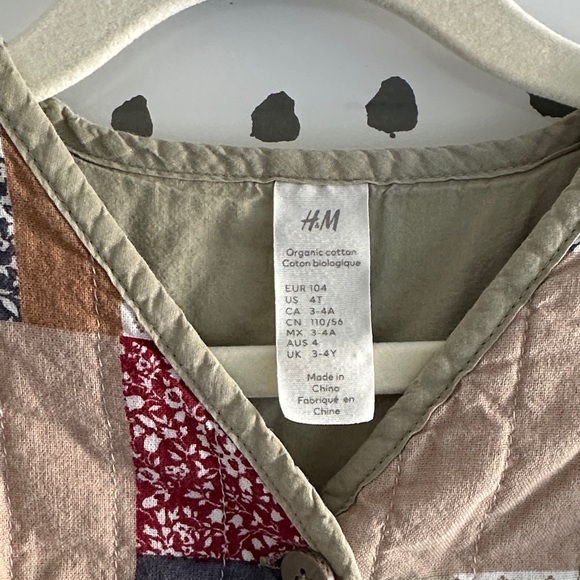 H&M
Organic cotton
Coton biologique
EUR 104
US 4T
CA 3-4A
CN 110/56
MX 3-4A
AUS 4
UK 3-4Y
Made in
China
Fabriqué en
Chine